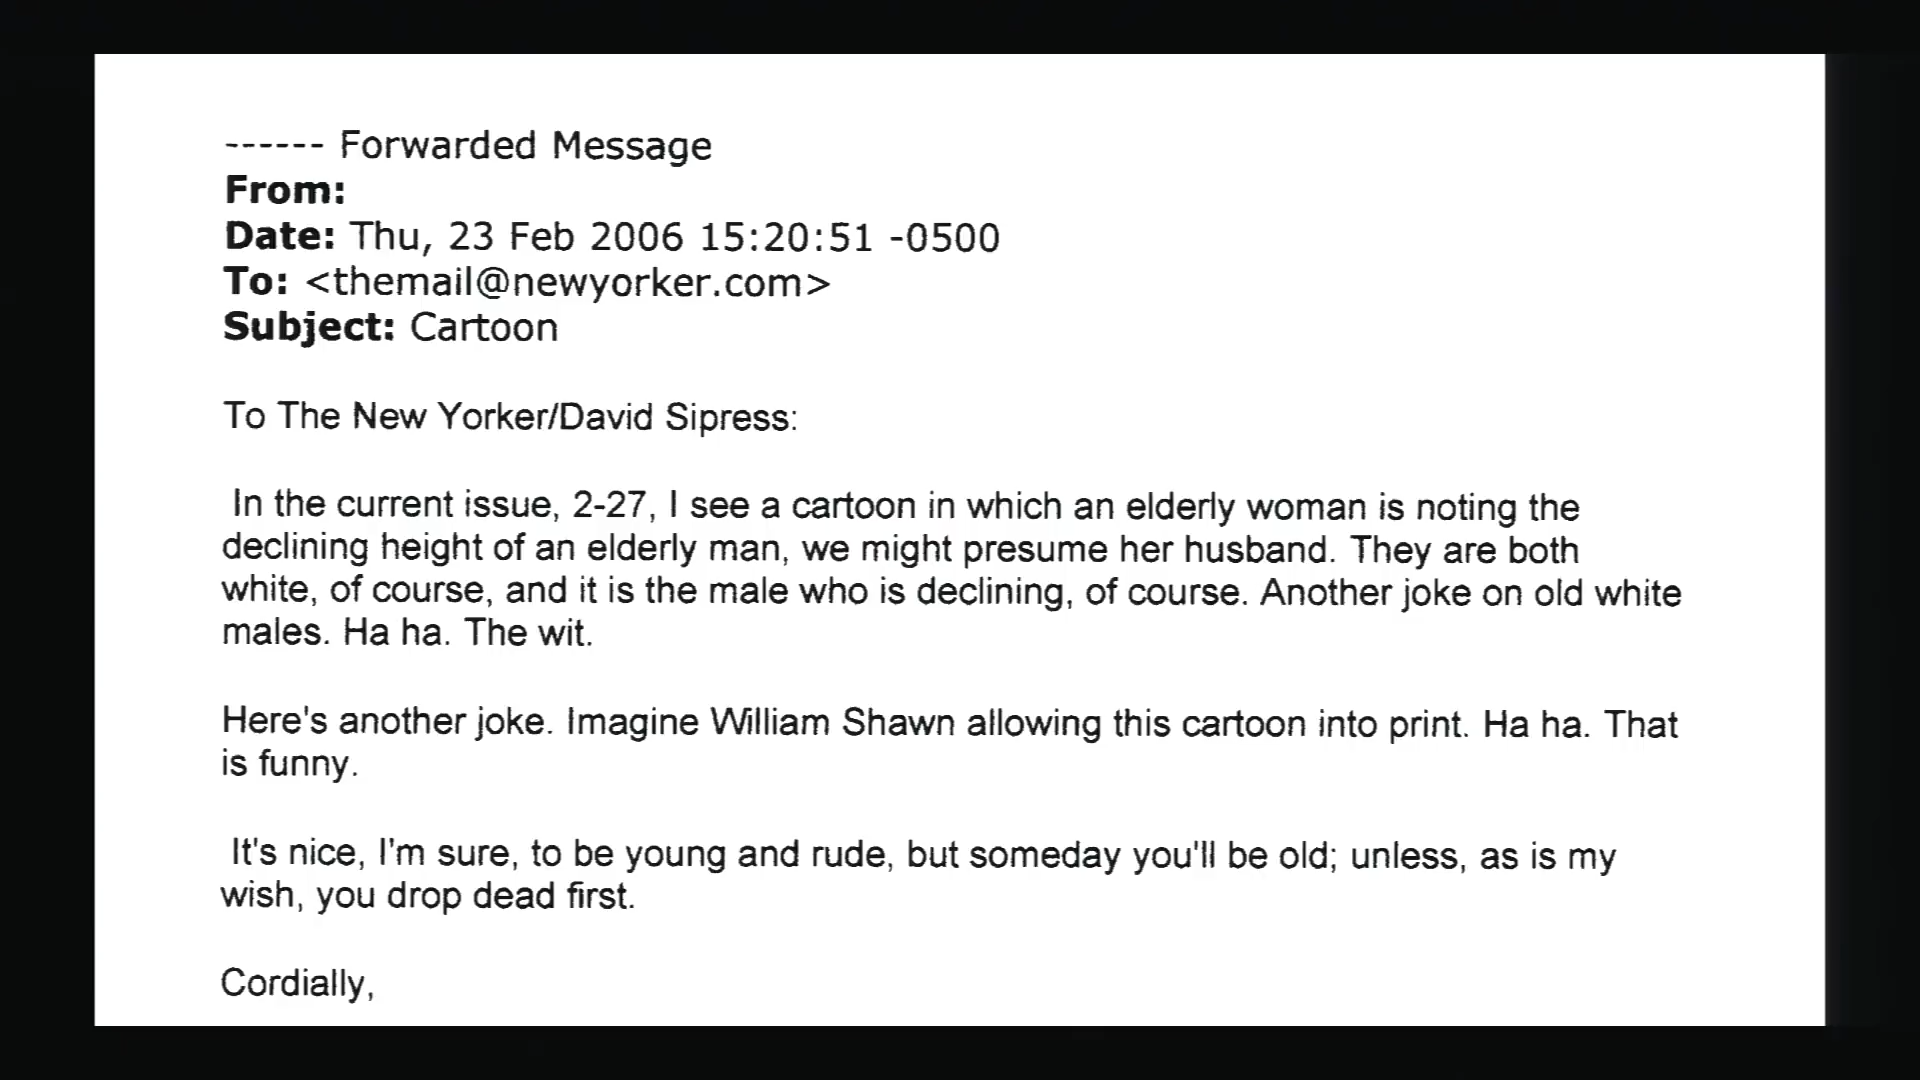 ------ Forwarded Message
From:
Date: Thu, 23 Feb 2006 15:20:51 -0500
To: <themail@newyorker.com>
Subject: Cartoon
To The New Yorker/David Sipress:
In the current issue, 2-27, I see a cartoon in which an elderly woman is noting the
declining height of an elderly man, we might presume her husband. They are both
white, of course, and it is the male who is declining, of course. Another joke on old white
males. Ha ha. The wit.
Here's another joke. Imagine William Shawn allowing this cartoon into print. Ha ha. That
is funny.
It's nice, I'm sure, to be young and rude, but someday you'll be old; unless, as is my
wish, you drop dead first.
Cordially,